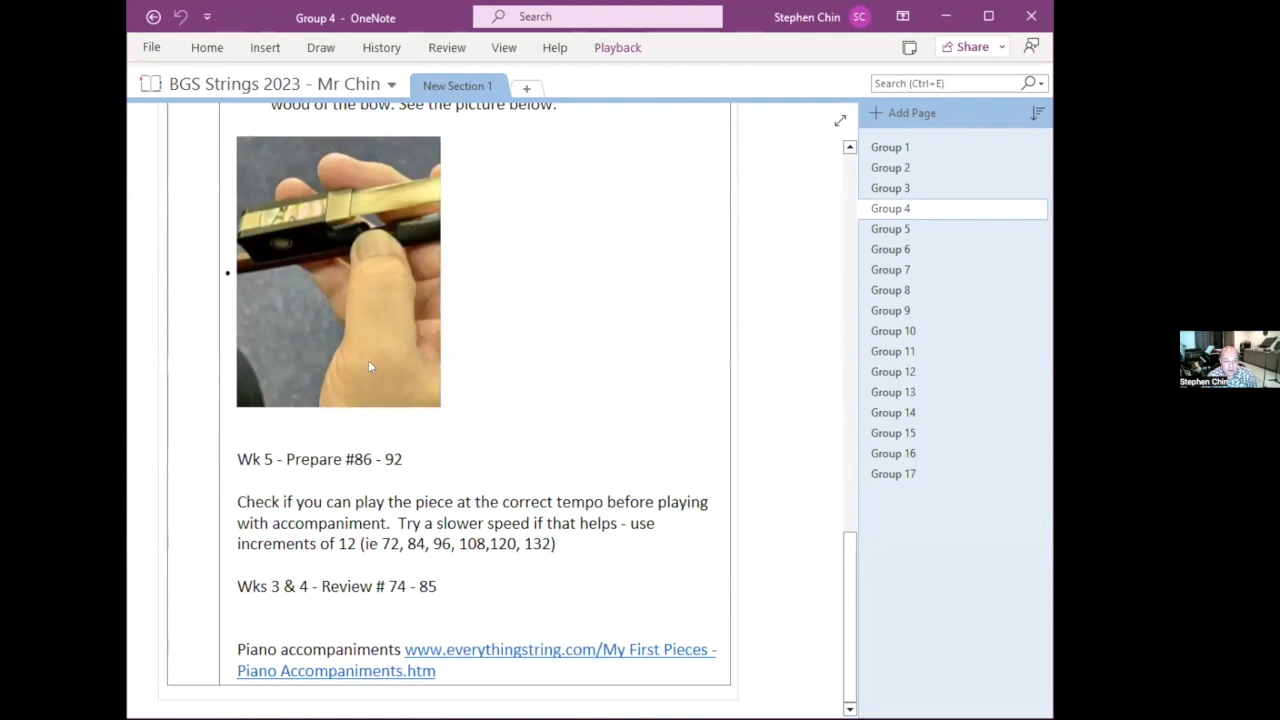 Group 4 - OneNote
Search
Stephen Chin
SC
File
Home
Insert
Draw
History
Review
View
Help
Playback
Share
BGS Strings 2023 - Mr Chin
New Section 1
+
Search (Ctrl+E)
wood of the bow. See the picture below.
Add Page
Group 1
Group 2
Group 3
Group 4
Group 5
Group 6
Group 7
Group 8
Group 9
Group 10
Group 11
Group 12
Group 13
Group 14
Group 15
Group 16
Group 17
Wk 5 - Prepare #86 - 92
Check if you can play the piece at the correct tempo before playing
with accompaniment. Try a slower speed if that helps - use
increments of 12 (ie 72, 84, 96, 108,120, 132)
Wks 3 & 4 - Review # 74 - 85
Piano accompaniments www.everythingstring.com/My First Pieces -
Piano Accompaniments.htm
Stephen Chin